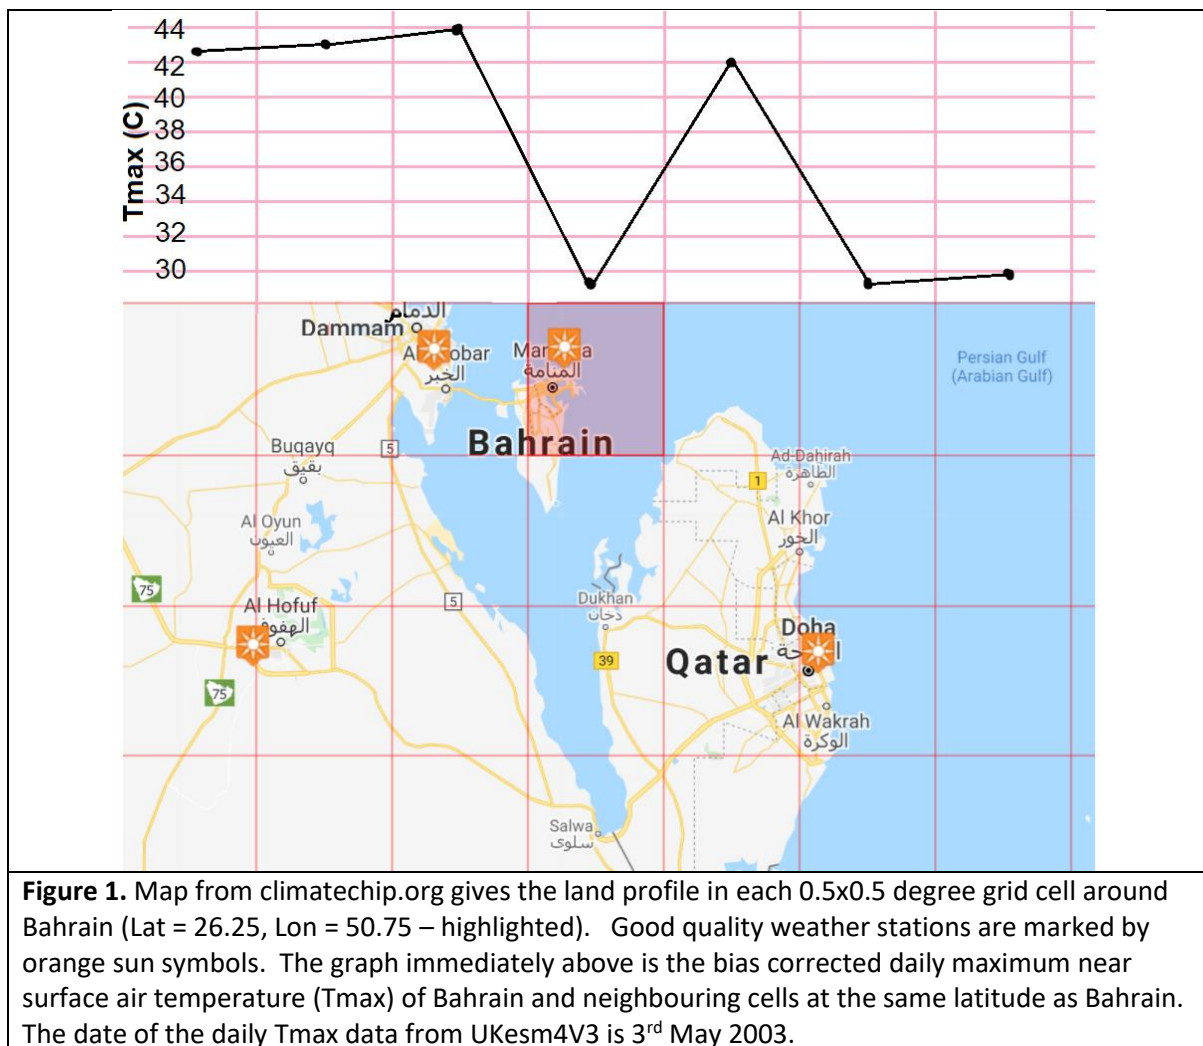 44
42
40
38
36
34
32
30
Tmax (C)
الدمام
Dammam
Al Hofuf
الهفوف
الخبر
المنامة
Bahrain
Persian Gulf
(Arabian Gulf)
Buqayq
بقيق
5
Ad-Dahirah
الظاهرة
1
Al Oyun
العيون
Al Khor
الخور
75
5
Dukhan
دخان
Doha
39
Qatar
75
Al Wakrah
الوكرة
Salwa
سلوى
Figure 1. Map from climatechip.org gives the land profile in each 0.5x0.5 degree grid cell around
Bahrain (Lat = 26.25, Lon = 50.75 – highlighted). Good quality weather stations are marked by
orange sun symbols. The graph immediately above is the bias corrected daily maximum near
surface air temperature (Tmax) of Bahrain and neighbouring cells at the same latitude as Bahrain.
The date of the daily Tmax data from UKesm4V3 is 3rd May 2003.